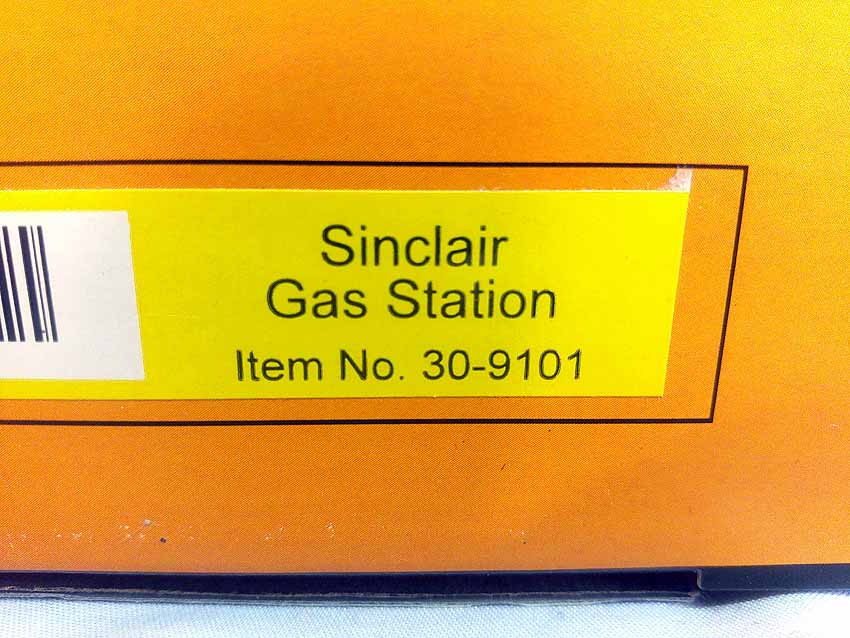 Sinclair
Gas Station
Item No. 30-9101